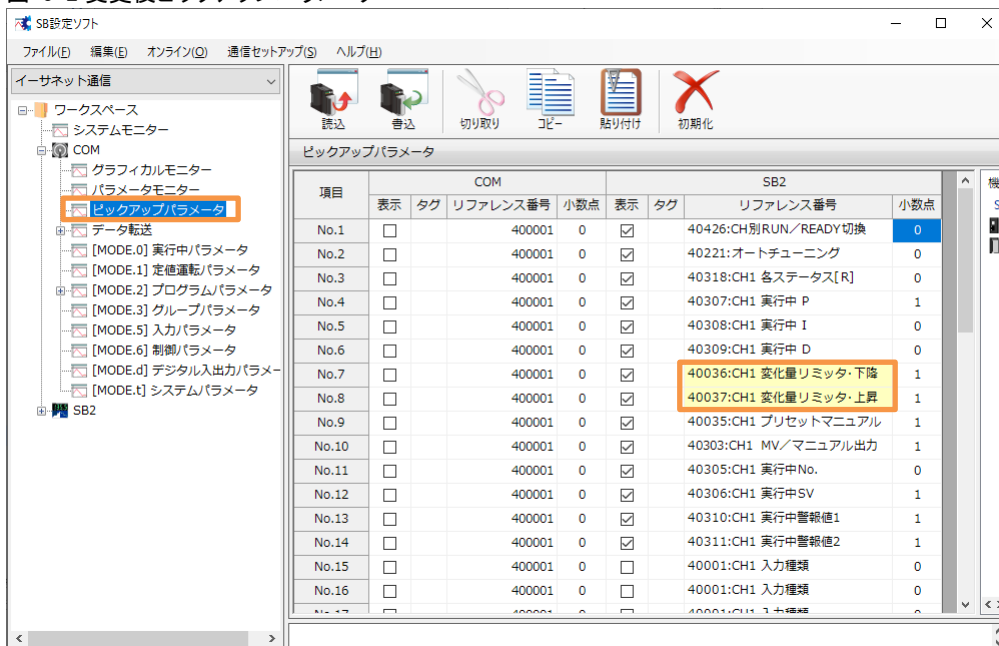 SB設定ソフト
ファイル(F) 編集(E) オンライン(O) 通信セットアップ(S) ヘルプ(H)
イーサネット通信
ワークスペース
システムモニター
COM
グラフィカルモニター
パラメータモニター
ピックアップパラメータ
データ転送
[MODE.0] 実行中パラメータ
[MODE.1] 定値運転パラメータ
[MODE.2] プログラムパラメータ
[MODE.3] グループパラメータ
[MODE.5] 入力パラメータ
[MODE.6] 制御パラメータ
[MODE.d] デジタル入出力パラメー
[MODE.t] システムパラメータ
SB2
読込 書込 切り取り コピー 貼り付け 初期化
ピックアップパラメータ
項目 COM SB2
表示 タグ リファレンス番号 小数点 表示 タグ リファレンス番号 小数点
No.1 400001 0 40426:CH別RUN／READY切換 0
No.2 400001 0 40221:オートチューニング 0
No.3 400001 0 40318:CH1 各ステータス[R] 0
No.4 400001 0 40307:CH1 実行中 P 1
No.5 400001 0 40308:CH1 実行中 I 0
No.6 400001 0 40309:CH1 実行中 D 0
No.7 400001 0 40036:CH1 変化量リミッタ・下降 1
No.8 400001 0 40037:CH1 変化量リミッタ・上昇 1
No.9 400001 0 40035:CH1 プリセットマニュアル 1
No.10 400001 0 40303:CH1 MV／マニュアル出力 1
No.11 400001 0 40305:CH1 実行中No. 0
No.12 400001 0 40306:CH1 実行中SV 1
No.13 400001 0 40310:CH1 実行中警報値1 1
No.14 400001 0 40311:CH1 実行中警報値2 1
No.15 400001 0 40001:CH1 入力種類 0
No.16 400001 0 40001:CH1 入力種類 0